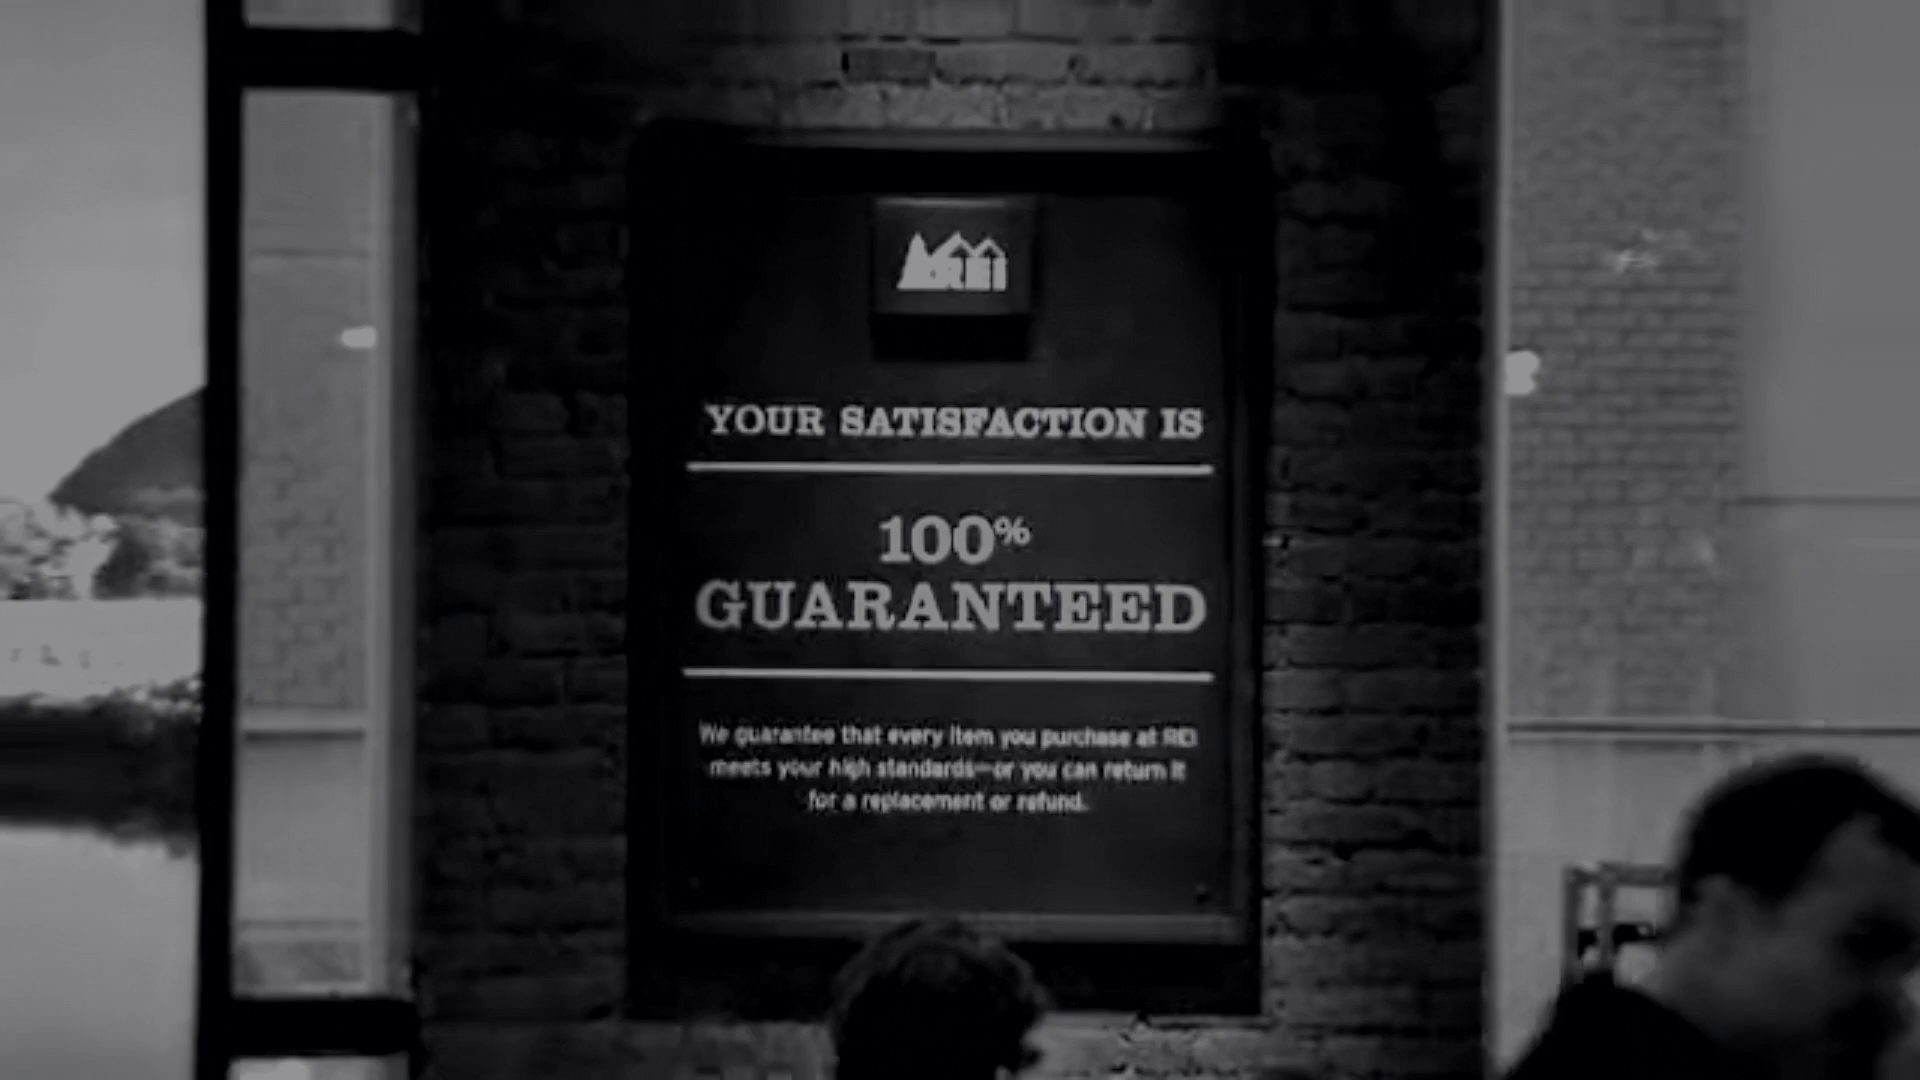 REI
YOUR SATISFACTION IS
100%
GUARANTEED
We guarantee that every item you purchase at REI
meets your high standards—or you can return it
for a replacement or refund.